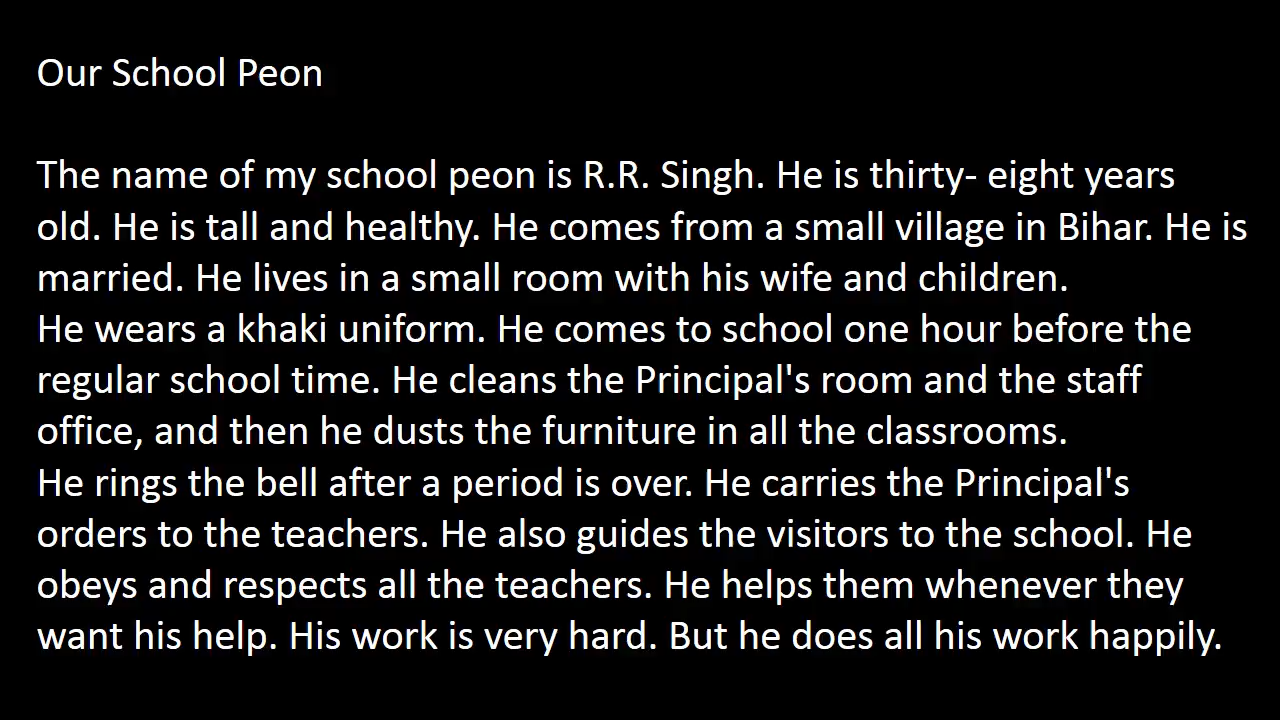 Our School Peon
The name of my school peon is R.R. Singh. He is thirty- eight years
old. He is tall and healthy. He comes from a small village in Bihar. He is
married. He lives in a small room with his wife and children.
He wears a khaki uniform. He comes to school one hour before the
regular school time. He cleans the Principal's room and the staff
office, and then he dusts the furniture in all the classrooms.
He rings the bell after a period is over. He carries the Principal's
orders to the teachers. He also guides the visitors to the school. He
obeys and respects all the teachers. He helps them whenever they
want his help. His work is very hard. But he does all his work happily.